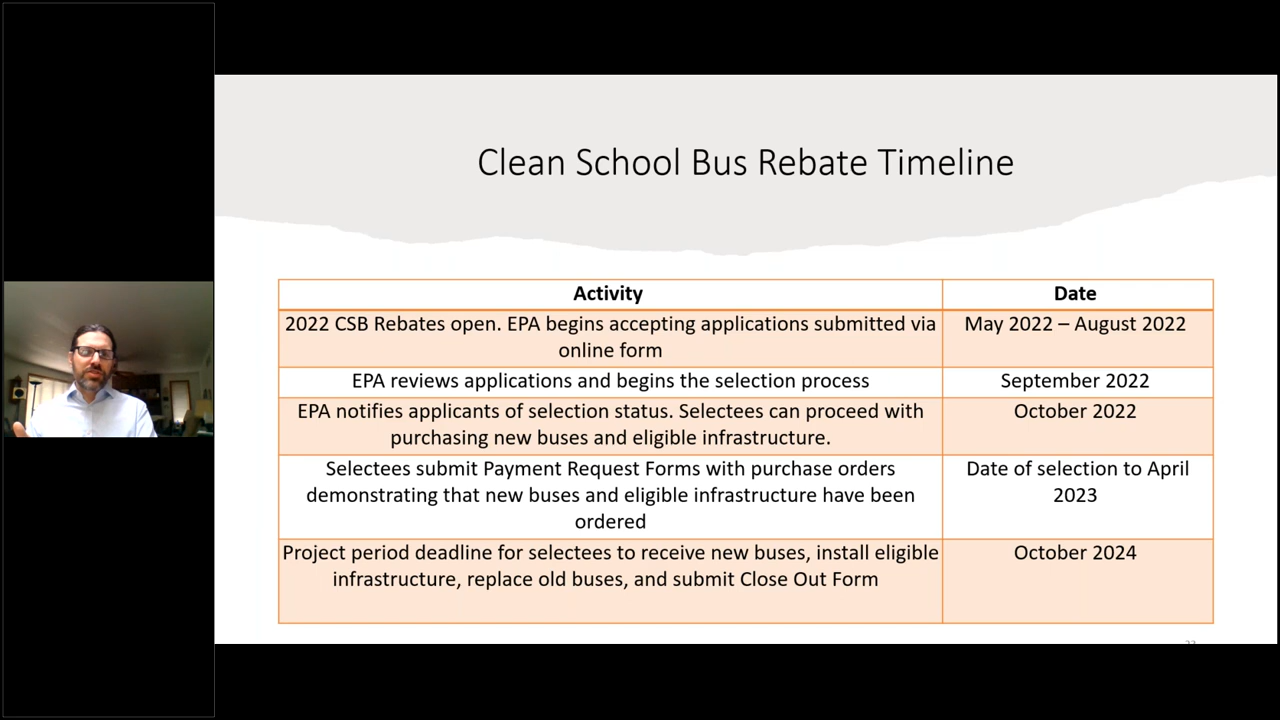 Clean School Bus Rebate Timeline
Activity
Date
2022 CSB Rebates open. EPA begins accepting applications submitted via
online form
May 2022 – August 2022
EPA reviews applications and begins the selection process
September 2022
EPA notifies applicants of selection status. Selectees can proceed with
purchasing new buses and eligible infrastructure.
October 2022
Selectees submit Payment Request Forms with purchase orders
demonstrating that new buses and eligible infrastructure have been
ordered
Date of selection to April
2023
Project period deadline for selectees to receive new buses, install eligible
infrastructure, replace old buses, and submit Close Out Form
October 2024